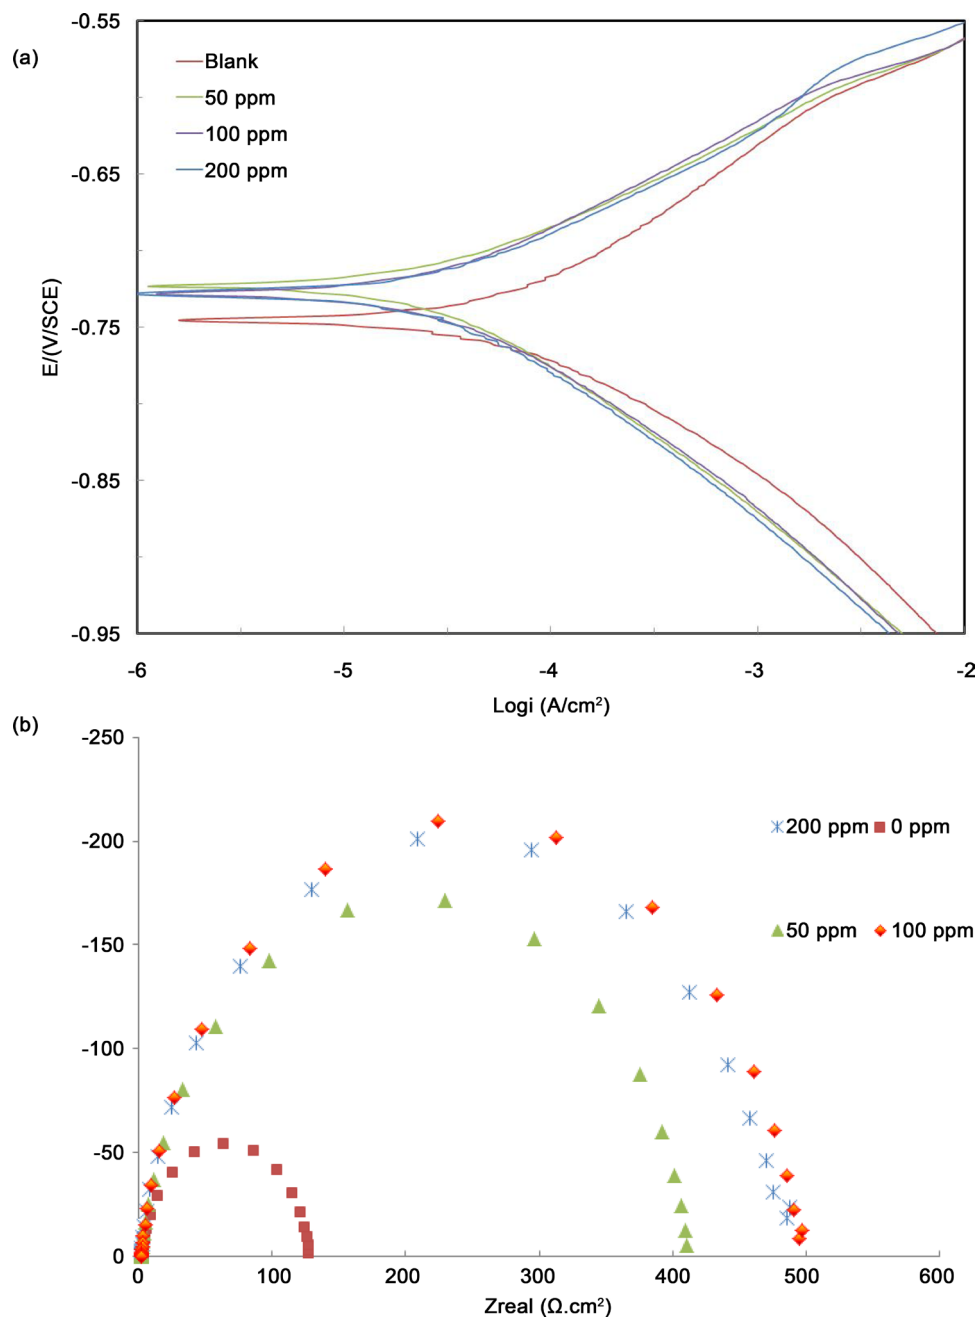 (a)
-0.55
Blank
50 ppm
100 ppm
200 ppm
-0.65
-0.75
-0.85
-0.95
E/(V/SCE)
-6 -5 -4 -3 -2
Logi (A/cm²)
(b)
-250
-200
-150
-100
-50
0
200 ppm 0 ppm
50 ppm 100 ppm
0 100 200 300 400 500 600
Zreal (Ω.cm²)